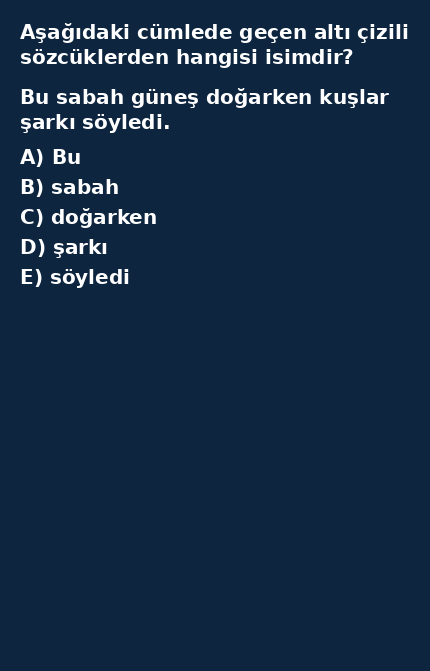 Aşağıdaki cümlede geçen altı çizili
sözcüklerden hangisi isimdir?
Bu sabah güneş doğarken kuşlar
şarkı söyledi.
A) Bu
B) sabah
C) doğarken
D) şarkı
E) söyledi